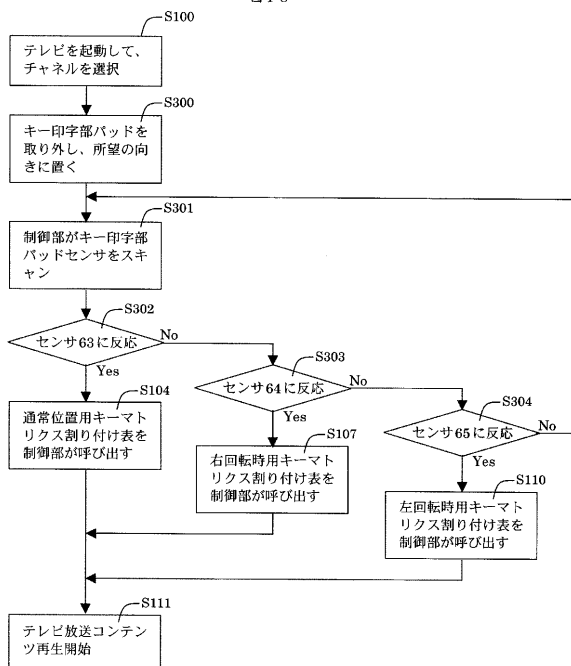 S100
テレビを起動して、
チャネルを選択
S300
キー印字部パッドを
取り外し、所望の向
きに置く
S301
制御部がキー印字部
パッドセンサをスキ
ャン
S302
センサ63に反応
No
Yes
S303
センサ64に反応
No
Yes
S304
センサ65に反応
No
Yes
S104
通常位置用キーマト
リクス割り付け表を
制御部が呼び出す
S107
右回転時用キーマト
リクス割り付け表を
制御部が呼び出す
S110
左回転時用キーマト
リクス割り付け表を
制御部が呼び出す
S111
テレビ放送コンテン
ツ再生開始